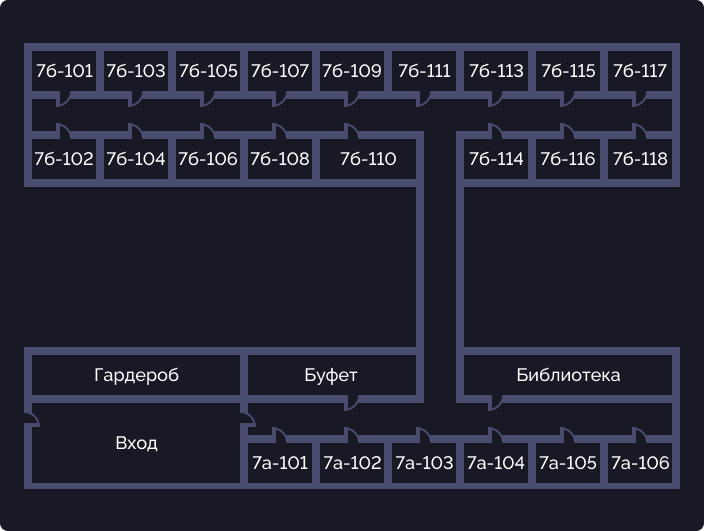 7б-101 7б-103 7б-105 7б-107 7б-109 7б-111 7б-113 7б-115 7б-117
7б-102 7б-104 7б-106 7б-108 7б-110 7б-114 7б-116 7б-118
Гардероб Буфет Библиотека
Вход
7а-101 7а-102 7а-103 7а-104 7а-105 7а-106